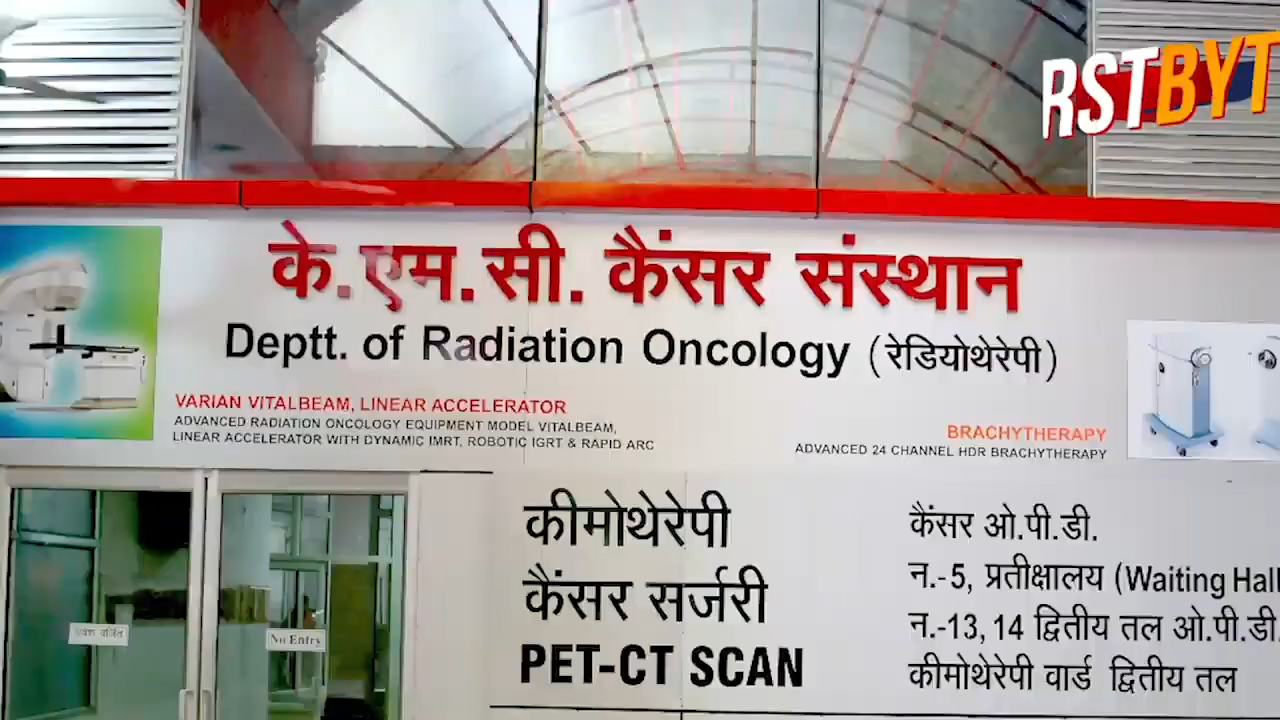 RSTBYT
के.एम.सी. कैंसर संस्थान
Deptt. of Radiation Oncology (रेडियोथेरेपी)
VARIAN VITALBEAM, LINEAR ACCELERATOR
ADVANCED RADIATION ONCOLOGY EQUIPMENT MODEL VITALBEAM,
LINEAR ACCELERATOR WITH DYNAMIC IMRT, ROBOTIC IGRT & RAPID ARC
BRACHYTHERAPY
ADVANCED 24 CHANNEL HDR BRACHYTHERAPY
कीमोथेरेपी
कैंसर सर्जरी
PET-CT SCAN
कैंसर ओ.पी.डी.
न.-5, प्रतीक्षालय (Waiting Hall
न.-13, 14 द्वितीय तल ओ.पी.डी.
कीमोथेरेपी वार्ड द्वितीय तल
प्रवेश वर्जित
No Entry